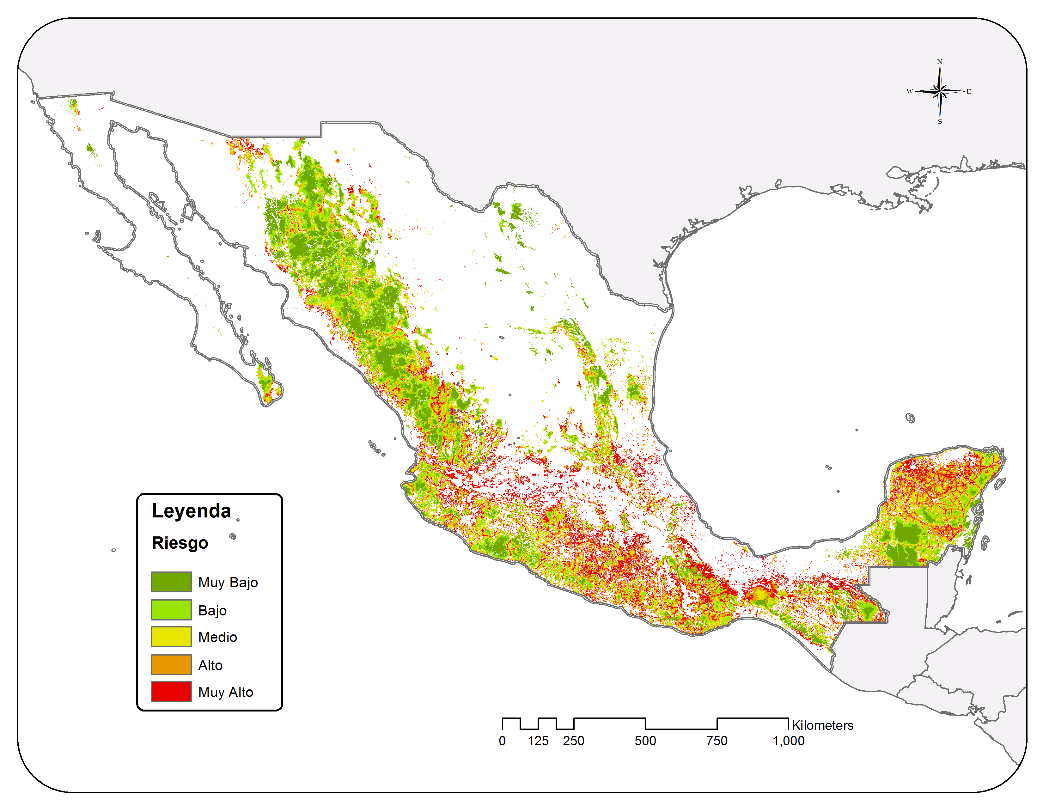 N
W
E
S
Leyenda
Riesgo
Muy Bajo
Bajo
Medio
Alto
Muy Alto
Kilometers
0 125 250 500 750 1,000